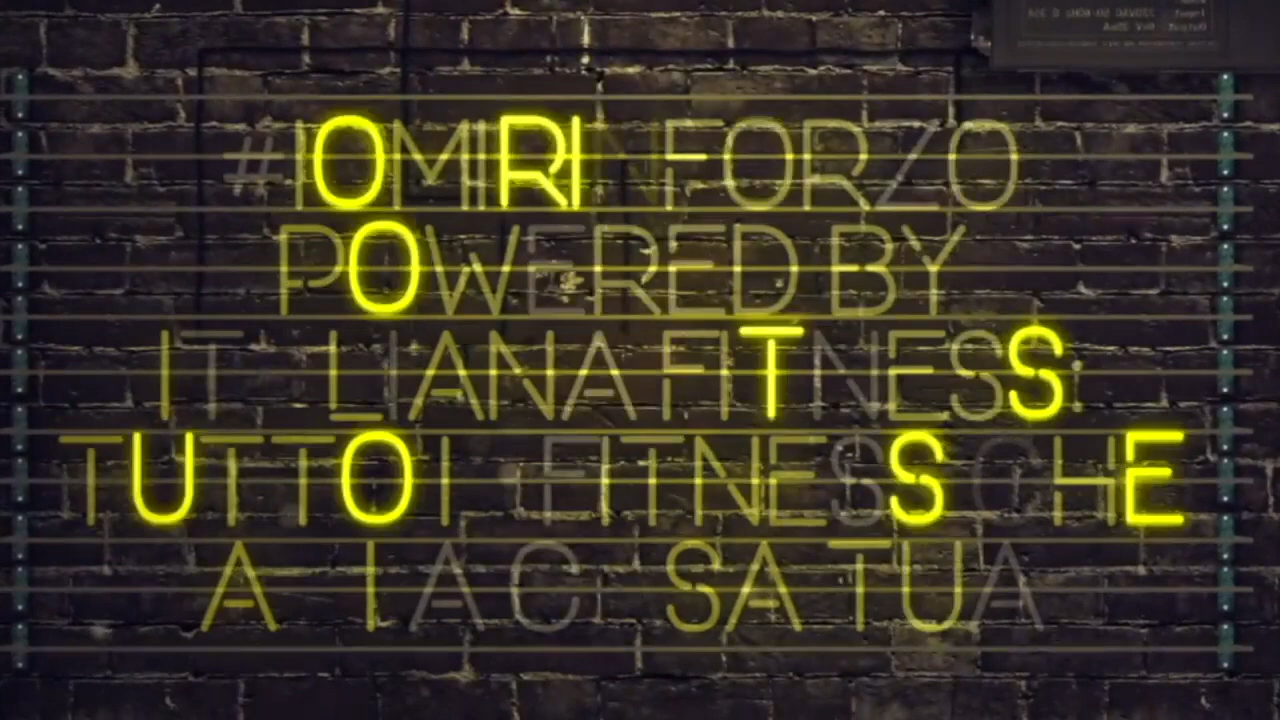 #IOMIRINFORZO
POWERED BY
IT LIANA FITNESS:
TUTTO I FITNESS CHE
A I A C SA TUA